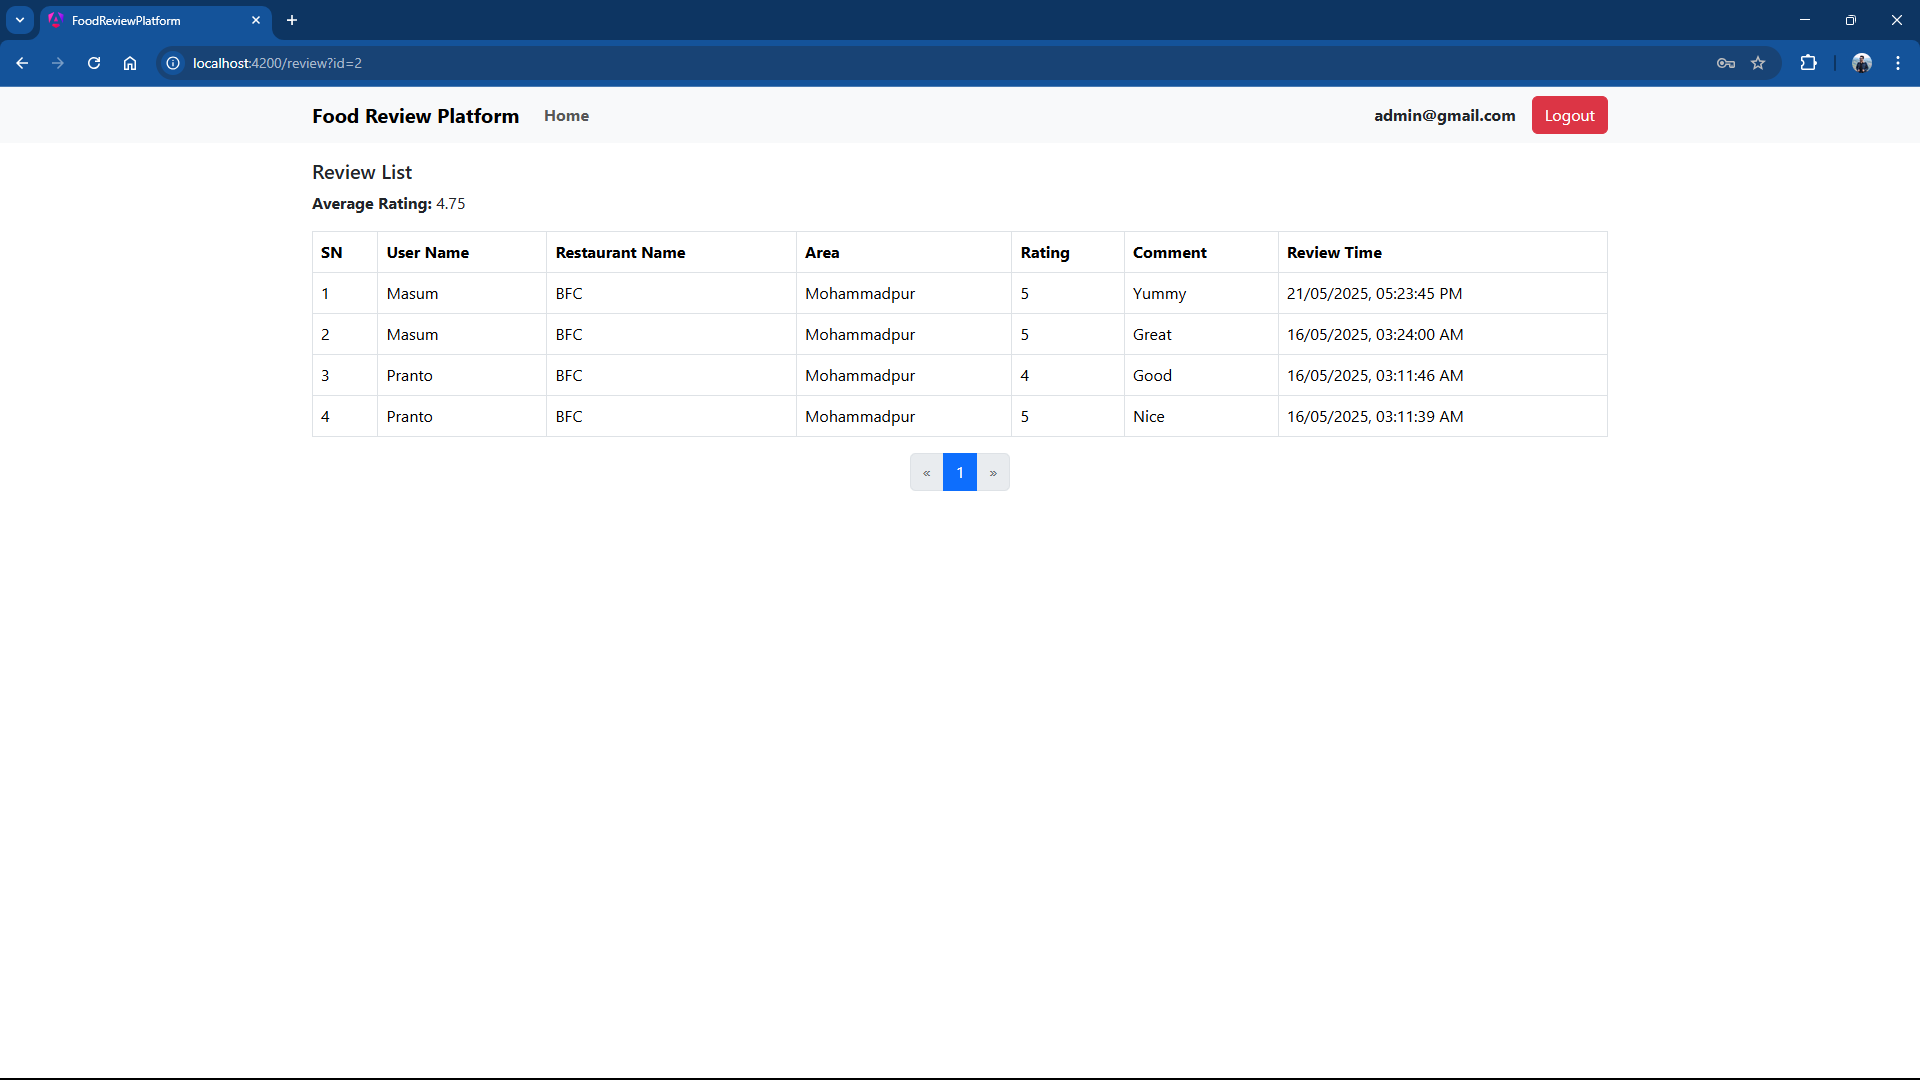 FoodReviewPlatform
localhost:4200/review?id=2
Food Review Platform Home admin@gmail.com Logout
Review List
Average Rating: 4.75
SN User Name Restaurant Name Area Rating Comment Review Time
1 Masum BFC Mohammadpur 5 Yummy 21/05/2025, 05:23:45 PM
2 Masum BFC Mohammadpur 5 Great 16/05/2025, 03:24:00 AM
3 Pranto BFC Mohammadpur 4 Good 16/05/2025, 03:11:46 AM
4 Pranto BFC Mohammadpur 5 Nice 16/05/2025, 03:11:39 AM
« 1 »